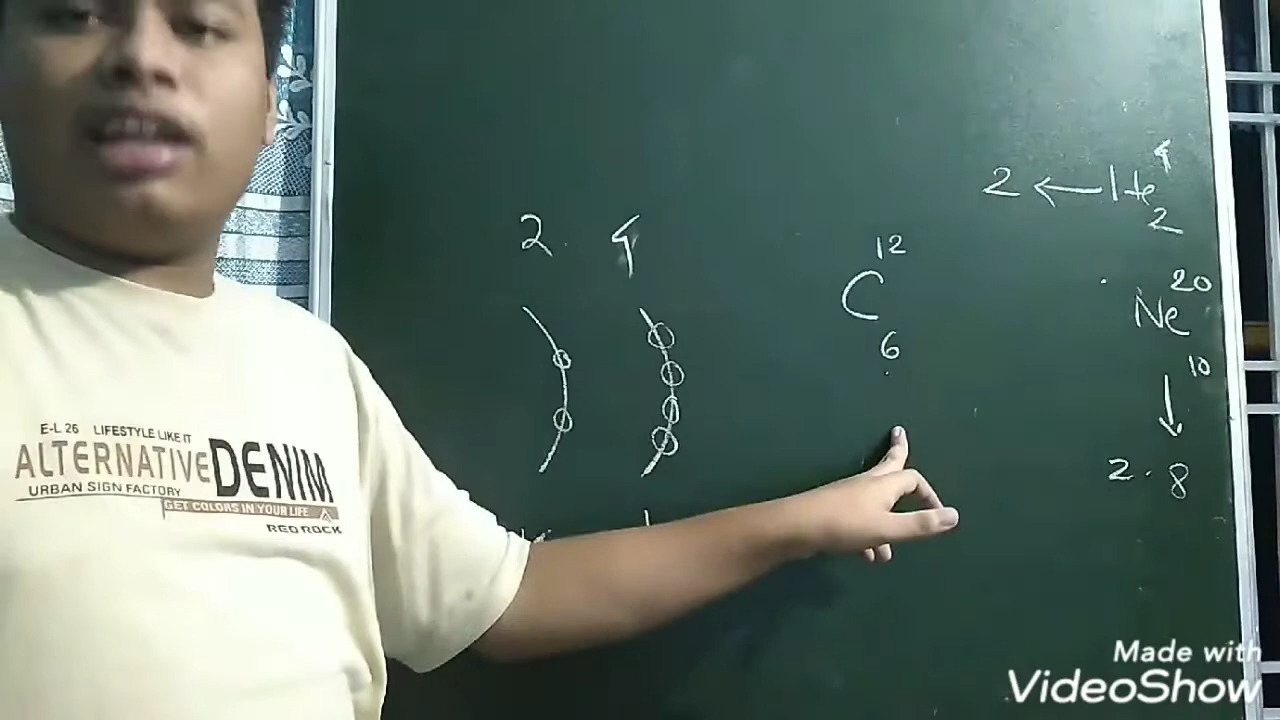 2 ← He 4 2
2 . 4
C 12 6
Ne 20 10
↓
2 . 8
E-L 26 LIFESTYLE LIKE IT
ALTERNATIVE DENIM
URBAN SIGN FACTORY
GET COLORS IN YOUR LIFE
RED ROCK
Made with
VideoShow